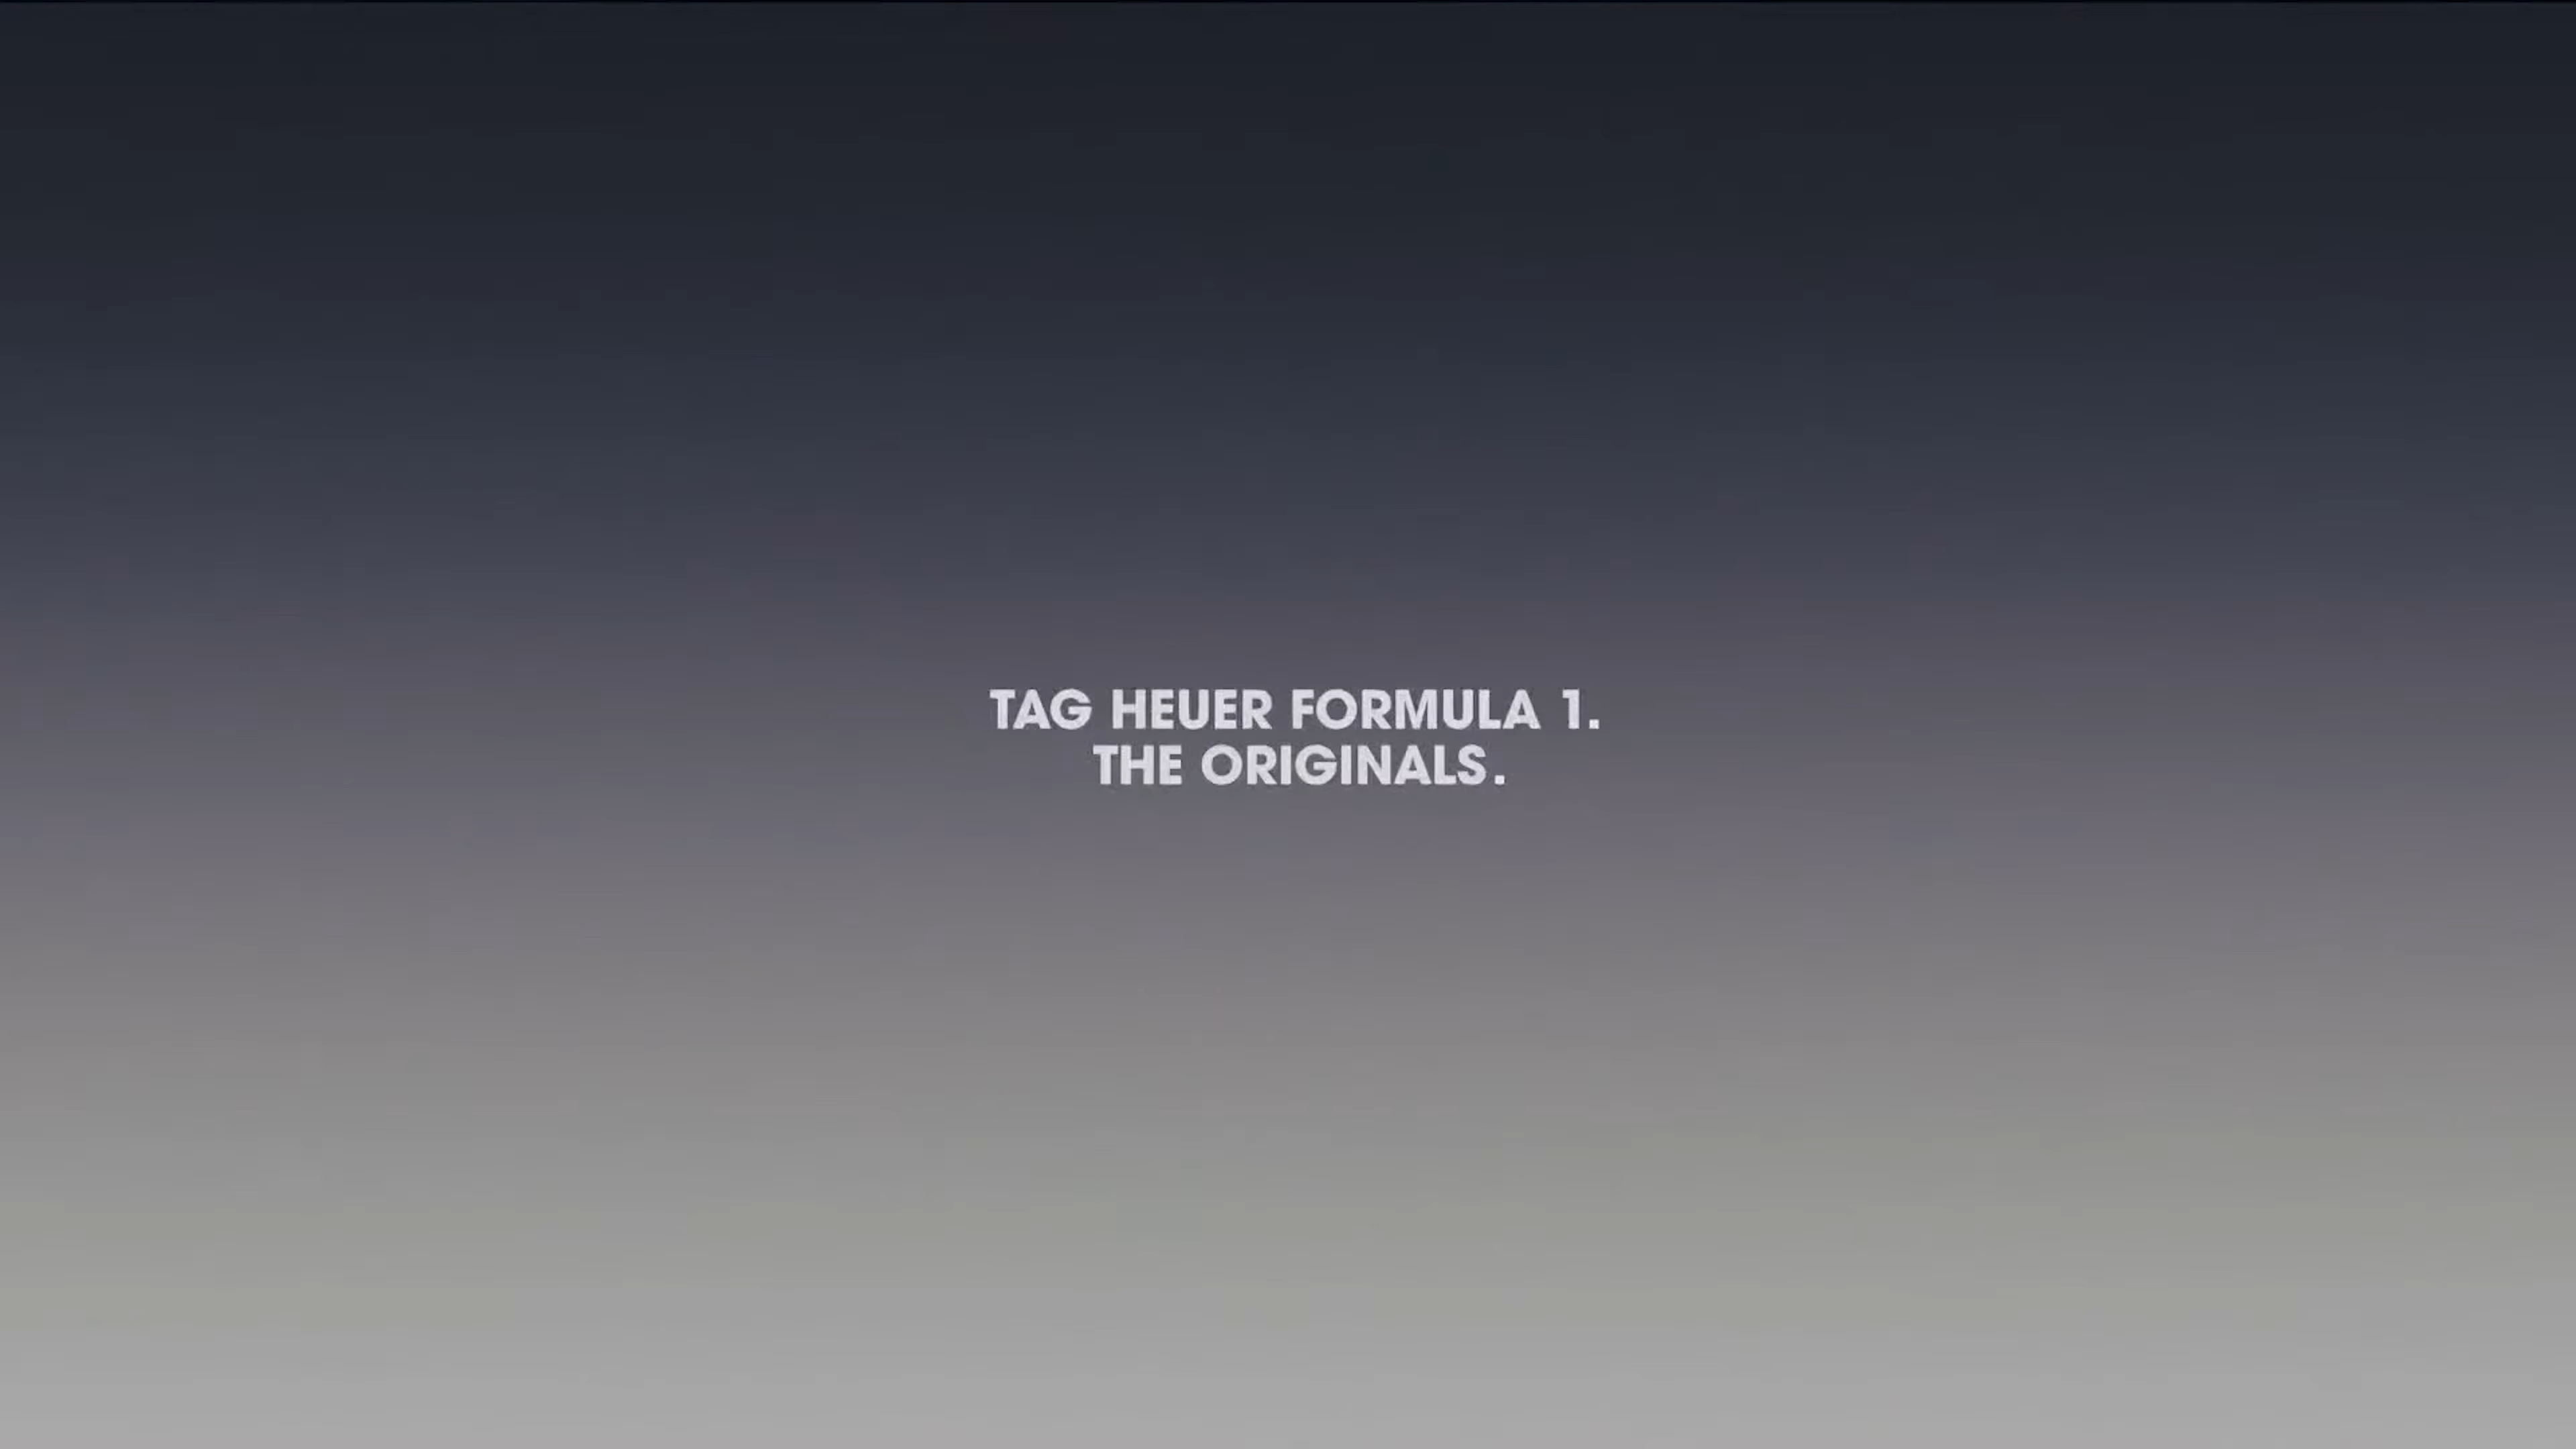 TAG HEUER FORMULA 1.
THE ORIGINALS.